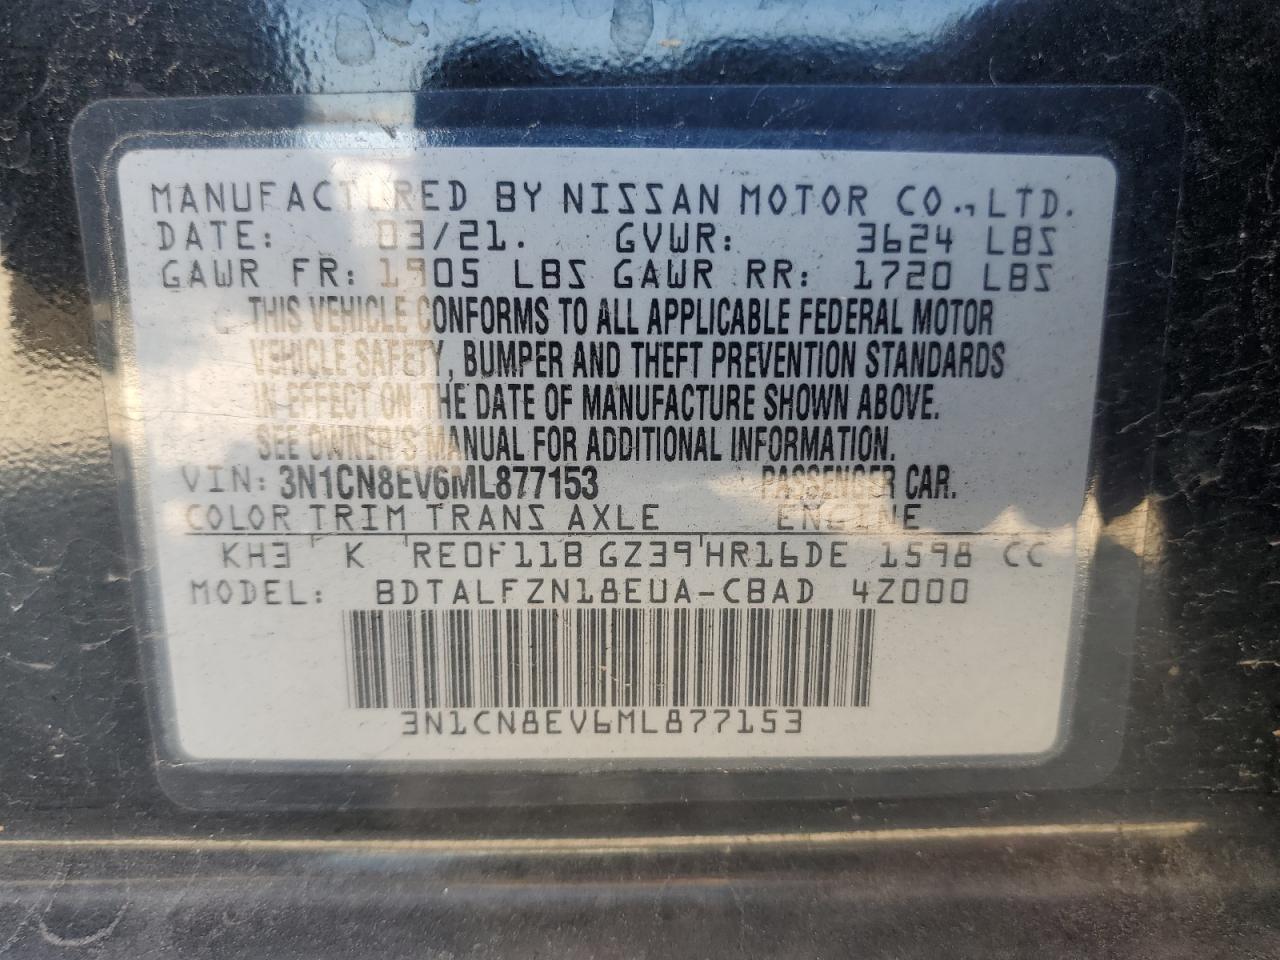 MANUFACTURED BY NISSAN MOTOR CO., LTD.
DATE: 03/21. GVWR: 3624 LBS
GAWR FR: 1905 LBS GAWR RR: 1720 LBS
THIS VEHICLE CONFORMS TO ALL APPLICABLE FEDERAL MOTOR
VEHICLE SAFETY, BUMPER AND THEFT PREVENTION STANDARDS
IN EFFECT ON THE DATE OF MANUFACTURE SHOWN ABOVE.
SEE OWNER'S MANUAL FOR ADDITIONAL INFORMATION.
VIN: 3N1CN8EV6ML877153 PASSENGER CAR.
COLOR TRIM TRANS AXLE ENGINE
KH3 K RE0F11B GZ39 HR16DE 1598 CC
MODEL: BDTALFZN18EUA-CBAD 4Z000
3N1CN8EV6ML877153